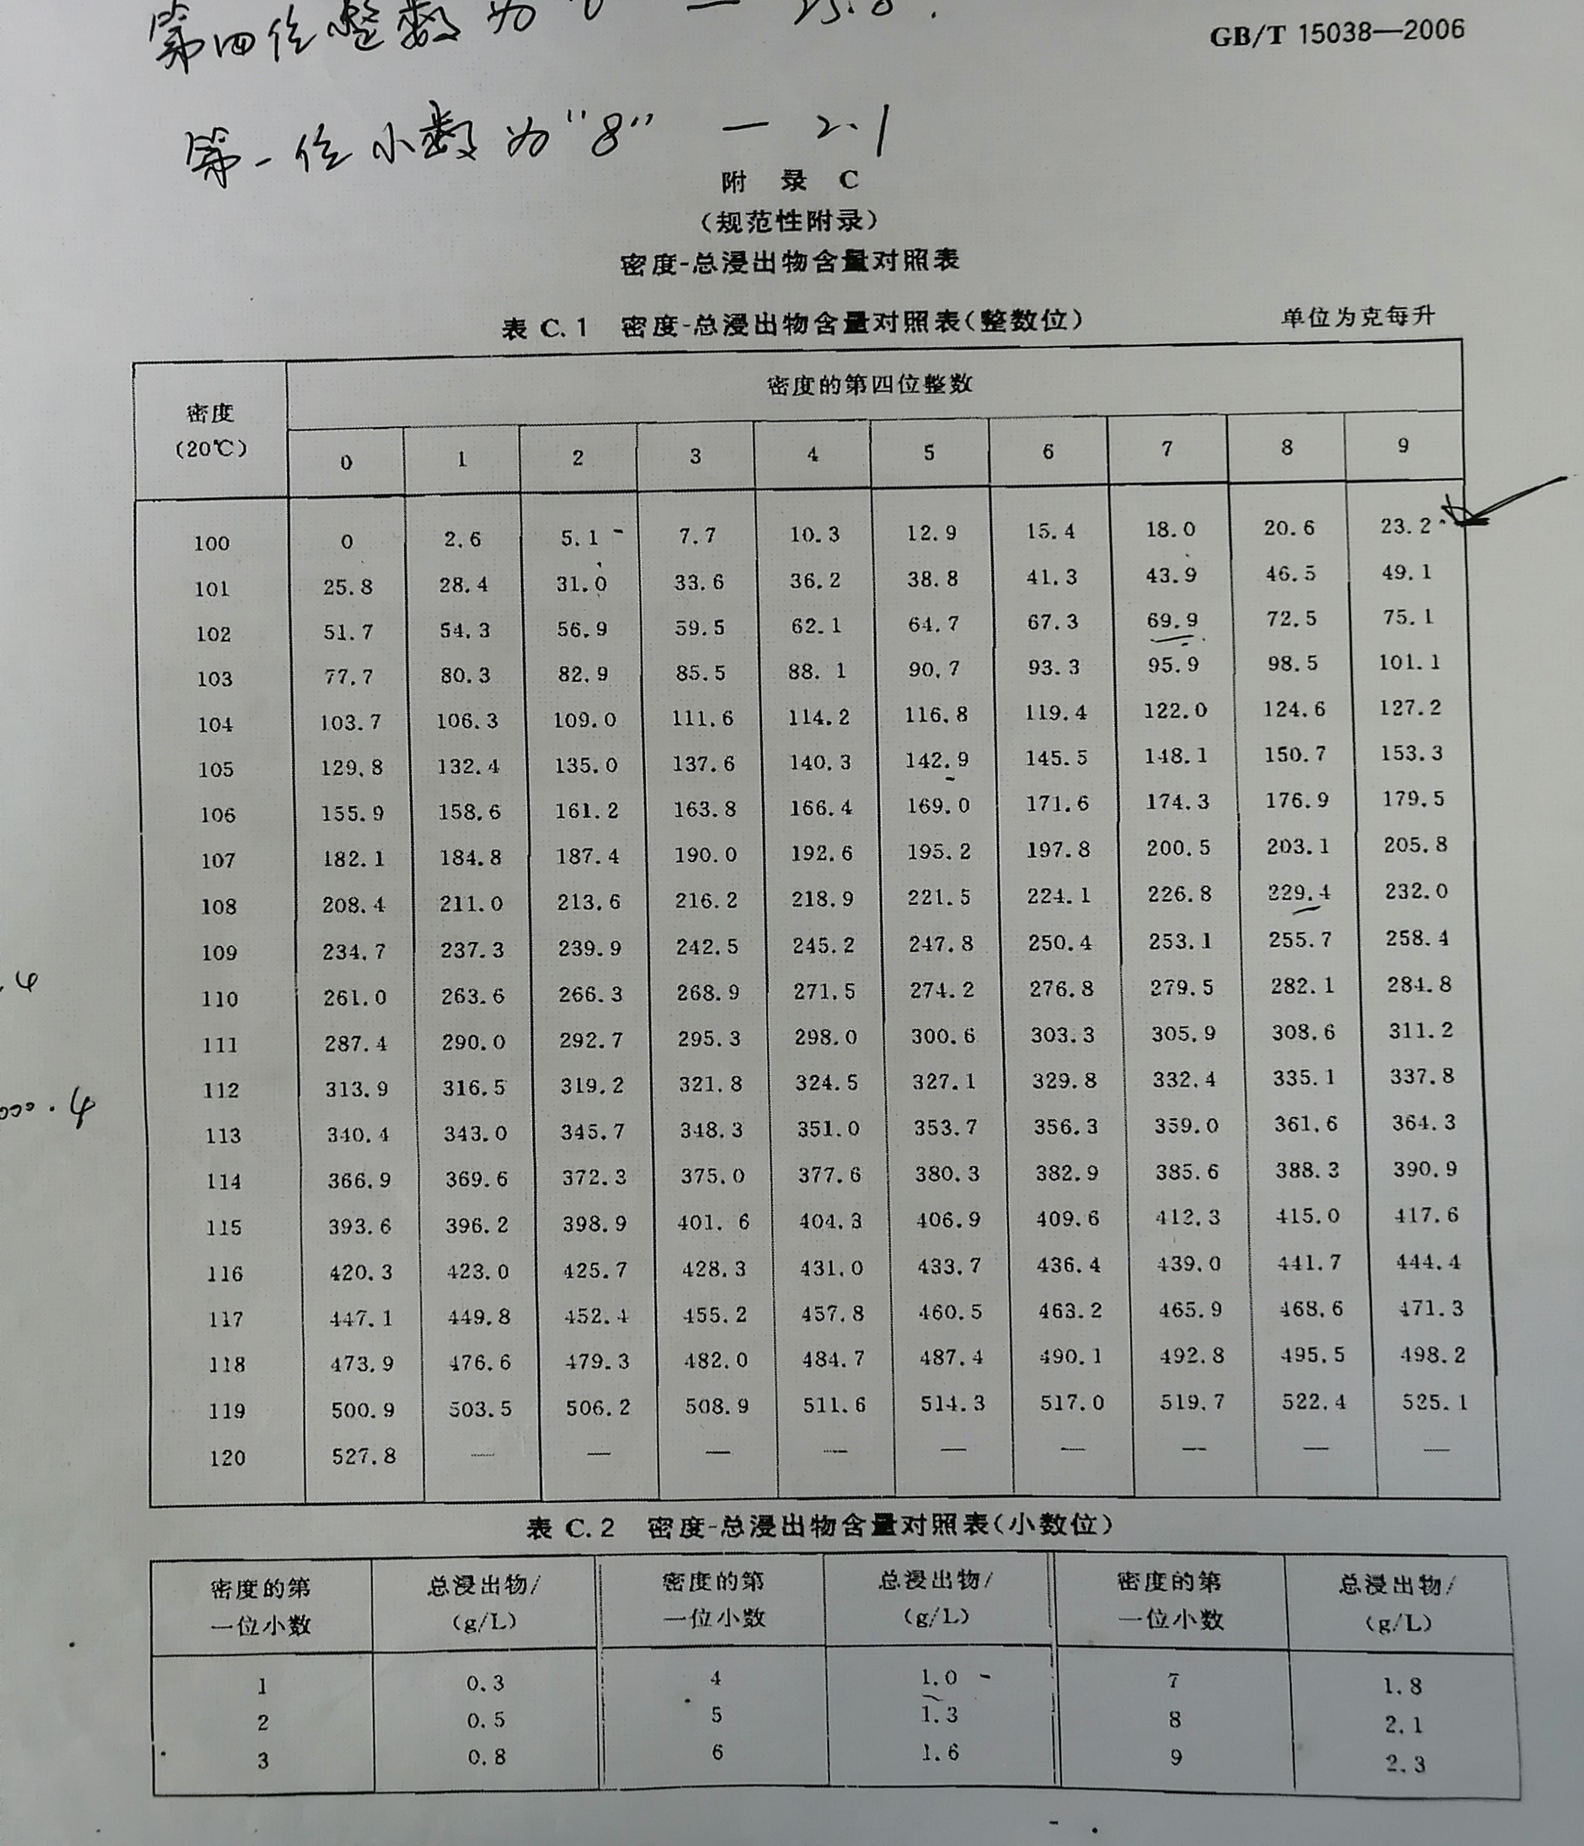 第四位整数为"0" — 25.8.
GB/T 15038—2006
第一位小数为"8" — 2.1
附 录 C
（规范性附录）
密度-总浸出物含量对照表
表 C.1 密度-总浸出物含量对照表（整数位） 单位为克每升
密度（20℃） 密度的第四位整数
0 1 2 3 4 5 6 7 8 9
100 0 2.6 5.1 7.7 10.3 12.9 15.4 18.0 20.6 23.2
101 25.8 28.4 31.0 33.6 36.2 38.8 41.3 43.9 46.5 49.1
102 51.7 54.3 56.9 59.5 62.1 64.7 67.3 69.9 72.5 75.1
103 77.7 80.3 82.9 85.5 88.1 90.7 93.3 95.9 98.5 101.1
104 103.7 106.3 109.0 111.6 114.2 116.8 119.4 122.0 124.6 127.2
105 129.8 132.4 135.0 137.6 140.3 142.9 145.5 148.1 150.7 153.3
106 155.9 158.6 161.2 163.8 166.4 169.0 171.6 174.3 176.9 179.5
107 182.1 184.8 187.4 190.0 192.6 195.2 197.8 200.5 203.1 205.8
108 208.4 211.0 213.6 216.2 218.9 221.5 224.1 226.8 229.4 232.0
109 234.7 237.3 239.9 242.5 245.2 247.8 250.4 253.1 255.7 258.4
.4
110 261.0 263.6 266.3 268.9 271.5 274.2 276.8 279.5 282.1 284.8
111 287.4 290.0 292.7 295.3 298.0 300.6 303.3 305.9 308.6 311.2
112 313.9 316.5 319.2 321.8 324.5 327.1 329.8 332.4 335.1 337.8
000.4
113 340.4 343.0 345.7 348.3 351.0 353.7 356.3 359.0 361.6 364.3
114 366.9 369.6 372.3 375.0 377.6 380.3 382.9 385.6 388.3 390.9
115 393.6 396.2 398.9 401.6 404.3 406.9 409.6 412.3 415.0 417.6
116 420.3 423.0 425.7 428.3 431.0 433.7 436.4 439.0 441.7 444.4
117 447.1 449.8 452.4 455.2 457.8 460.5 463.2 465.9 468.6 471.3
118 473.9 476.6 479.3 482.0 484.7 487.4 490.1 492.8 495.5 498.2
119 500.9 503.5 506.2 508.9 511.6 514.3 517.0 519.7 522.4 525.1
120 527.8 — — — — — — — — —
表 C.2 密度-总浸出物含量对照表（小数位）
密度的第 总浸出物/ 密度的第 总浸出物/ 密度的第 总浸出物/
一位小数 (g/L) 一位小数 (g/L) 一位小数 (g/L)
1 0.3 4 1.0 7 1.8
2 0.5 5 1.3 8 2.1
3 0.8 6 1.6 9 2.3